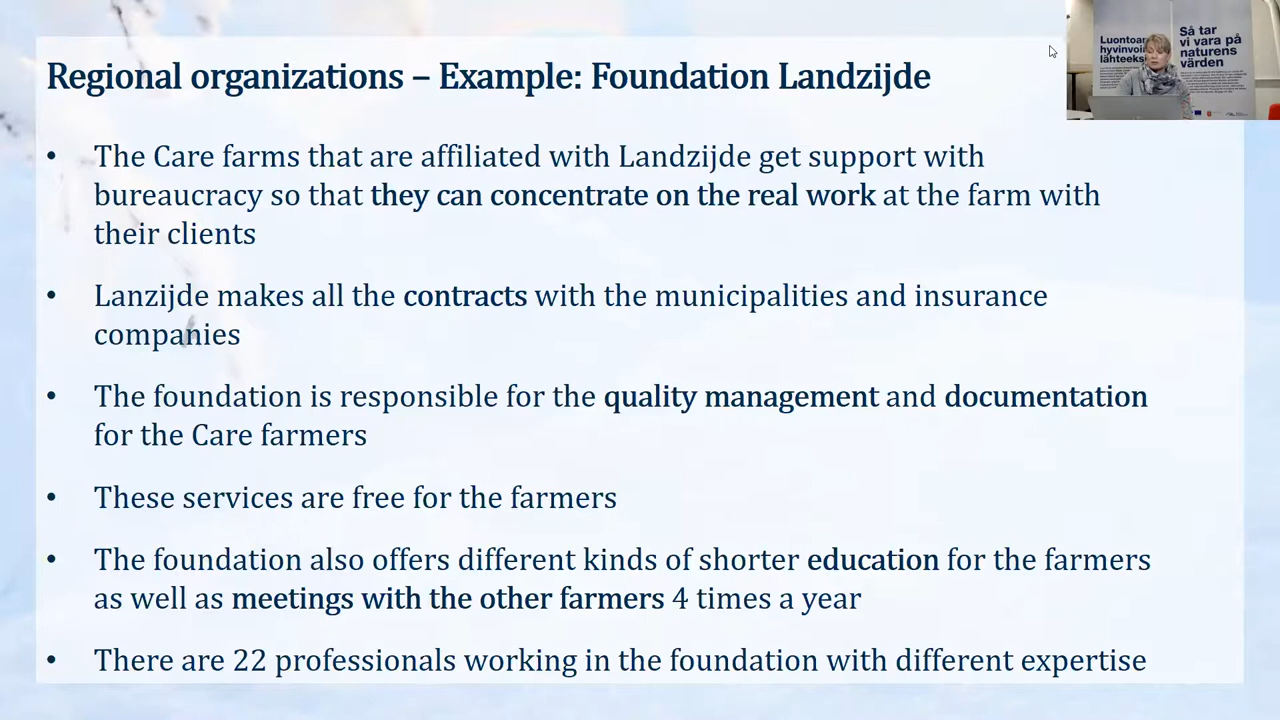 Regional organizations – Example: Foundation Landzijde
• The Care farms that are affiliated with Landzijde get support with
bureaucracy so that they can concentrate on the real work at the farm with
their clients
• Lanzijde makes all the contracts with the municipalities and insurance
companies
• The foundation is responsible for the quality management and documentation
for the Care farmers
• These services are free for the farmers
• The foundation also offers different kinds of shorter education for the farmers
as well as meetings with the other farmers 4 times a year
• There are 22 professionals working in the foundation with different expertise
Så tar
vi vara på
naturens
värden